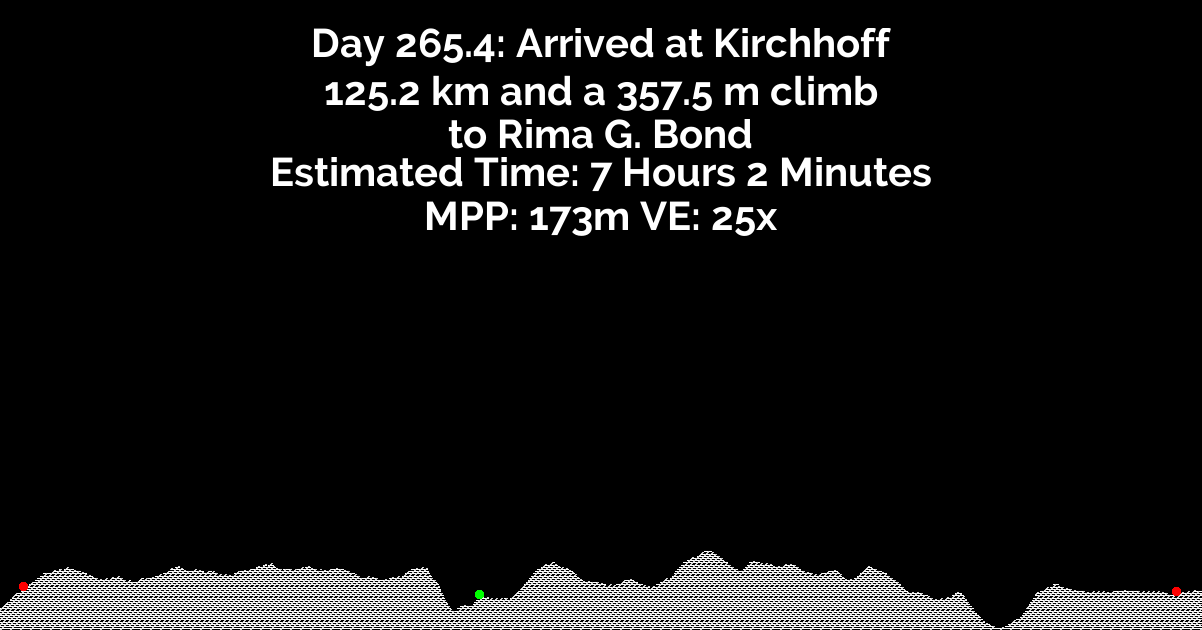 Day 265.4: Arrived at Kirchhoff
125.2 km and a 357.5 m climb
to Rima G. Bond
Estimated Time: 7 Hours 2 Minutes
MPP: 173m VE: 25x